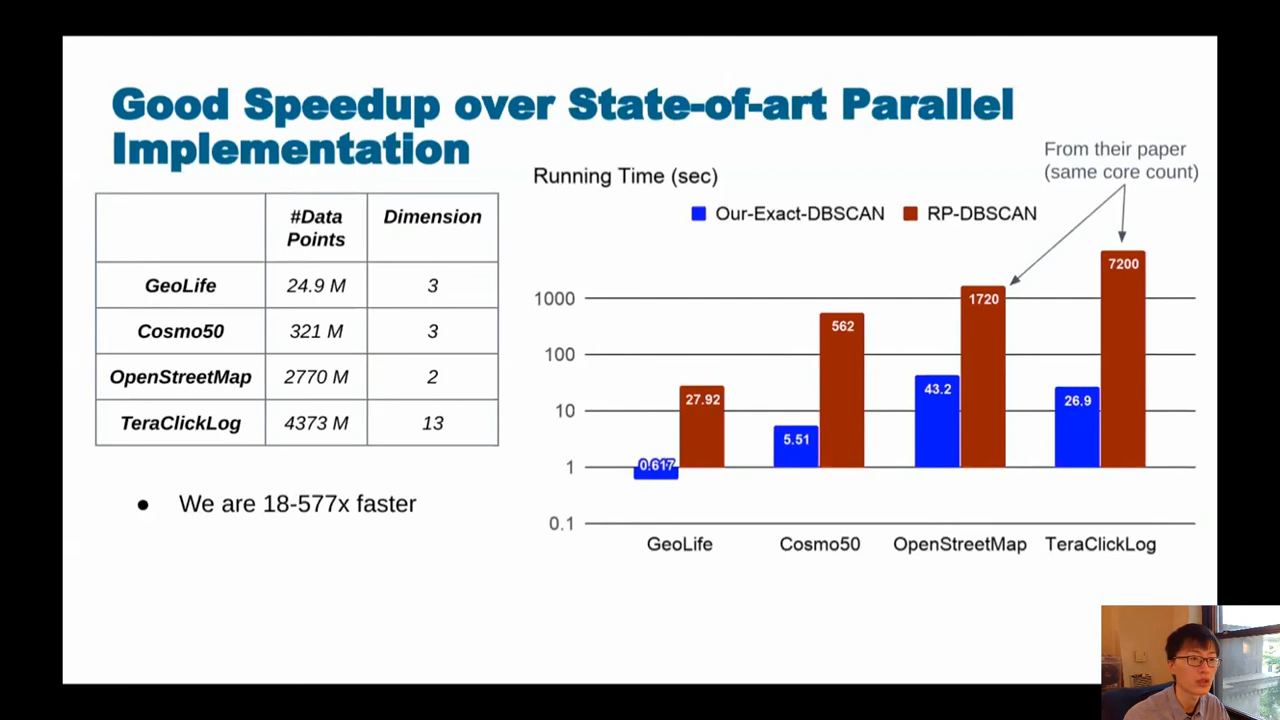 Good Speedup over State-of-art Parallel
Implementation
From their paper
(same core count)
Running Time (sec)
Our-Exact-DBSCAN RP-DBSCAN
#Data Points Dimension
GeoLife 24.9 M 3
Cosmo50 321 M 3
OpenStreetMap 2770 M 2
TeraClickLog 4373 M 13
● We are 18-577x faster
1000
100
10
1
0.1
0.617 27.92 5.51 562 43.2 1720 26.9 7200
GeoLife Cosmo50 OpenStreetMap TeraClickLog